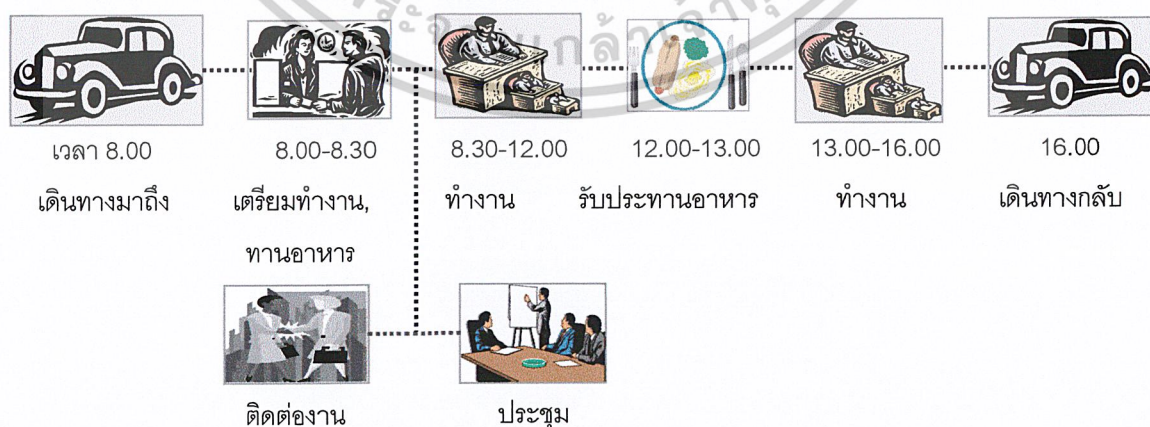 เวลา 8.00 8.00-8.30 8.30-12.00 12.00-13.00 13.00-16.00 16.00
เดินทางมาถึง เตรียมทำงาน, ทำงาน รับประทานอาหาร ทำงาน เดินทางกลับ
ทานอาหาร
ติดต่องาน ประชุม